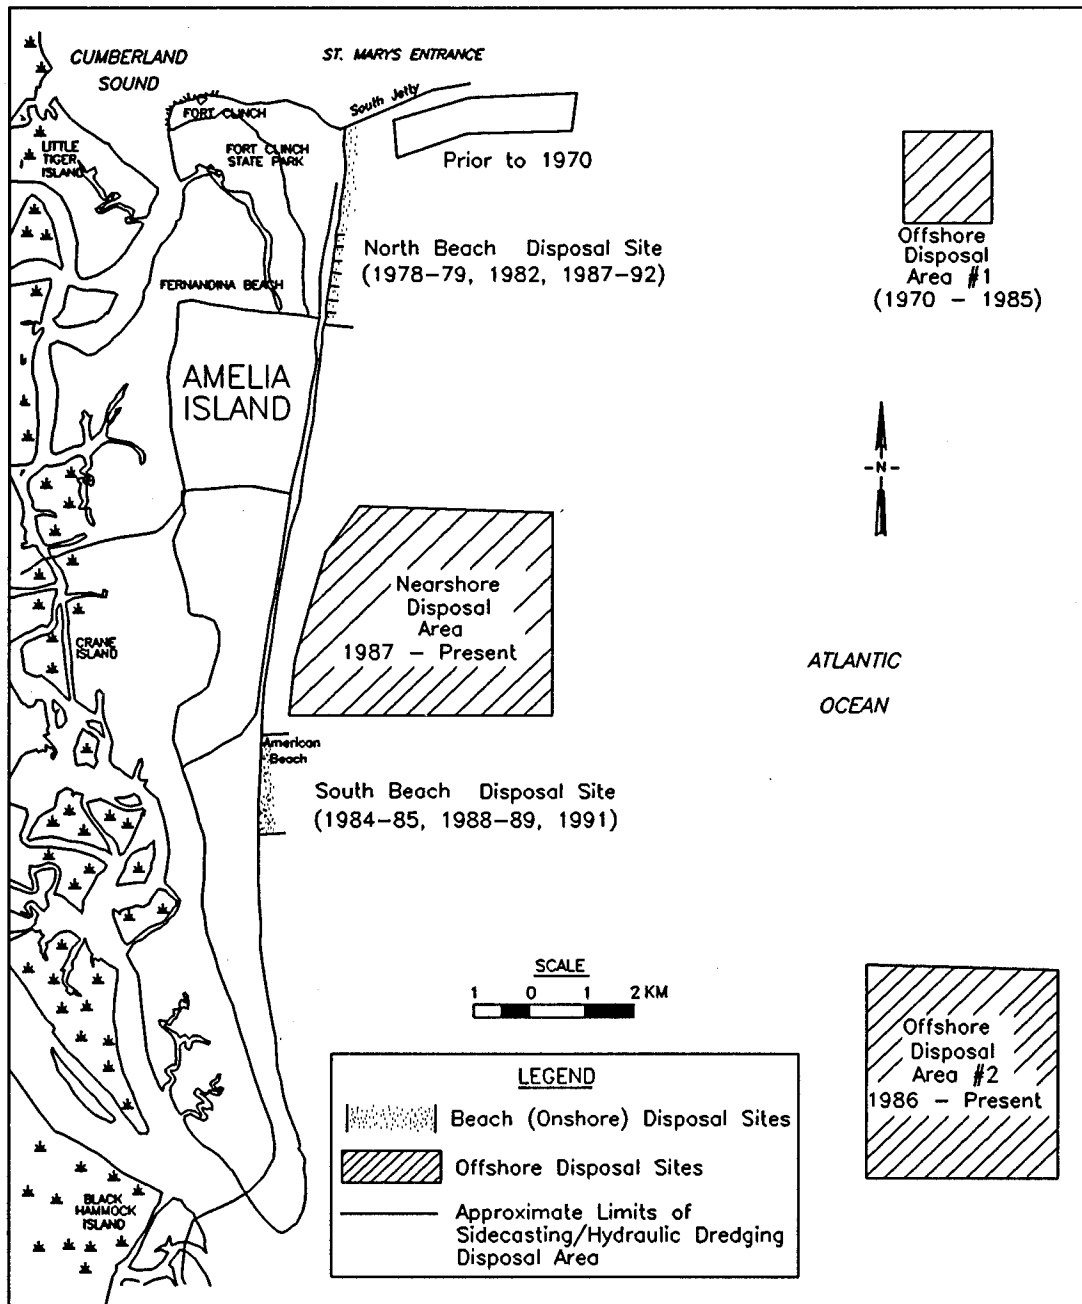 CUMBERLAND
SOUND
ST. MARYS ENTRANCE
South Jetty
FORT CLINCH
LITTLE
TIGER
ISLAND
FORT CLINCH
STATE PARK
Prior to 1970
Offshore
Disposal
Area #1
(1970 - 1985)
North Beach Disposal Site
(1978-79, 1982, 1987-92)
FERNANDINA BEACH
AMELIA
ISLAND
-N-
Nearshore
Disposal
Area
1987 - Present
CRANE
ISLAND
ATLANTIC
OCEAN
American
Beach
South Beach Disposal Site
(1984-85, 1988-89, 1991)
SCALE
1 0 1 2 KM
Offshore
Disposal
Area #2
1986 - Present
LEGEND
Beach (Onshore) Disposal Sites
Offshore Disposal Sites
Approximate Limits of
Sidecasting/Hydraulic Dredging
Disposal Area
BLACK
HAMMOCK
ISLAND